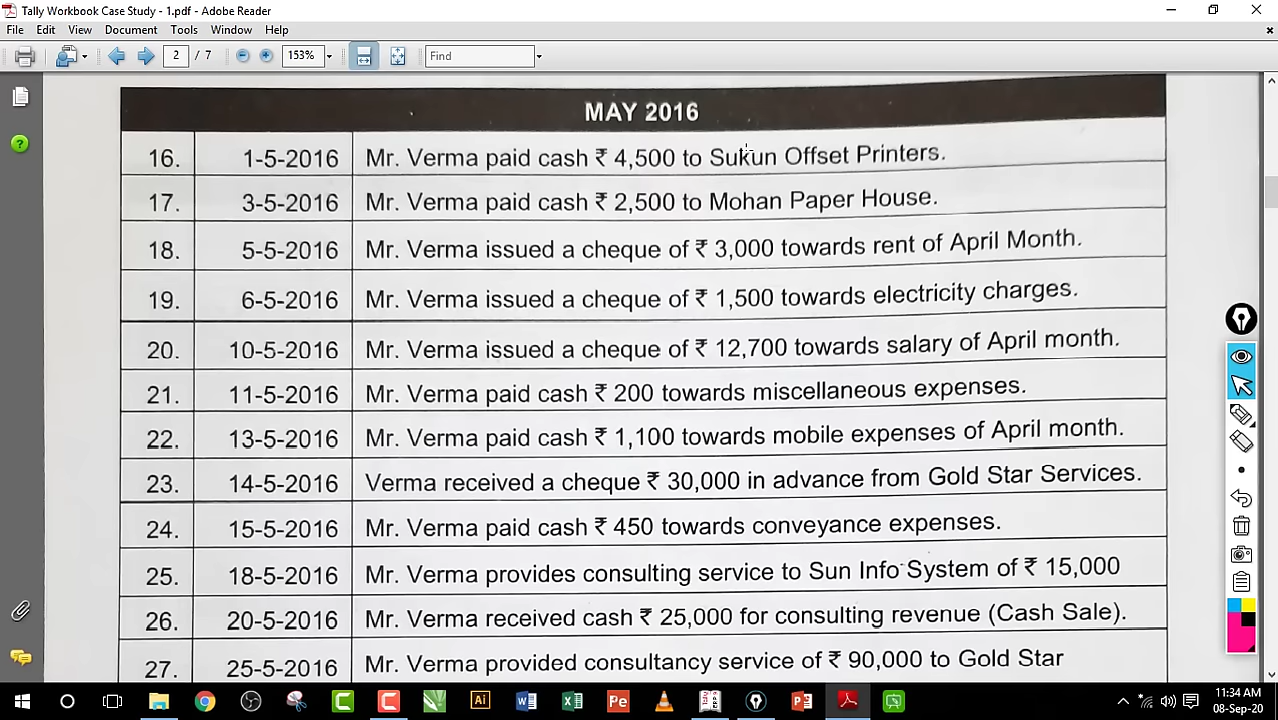 Tally Workbook Case Study - 1.pdf - Adobe Reader
File Edit View Document Tools Window Help
2 / 7 153% Find
MAY 2016
16. 1-5-2016 Mr. Verma paid cash ₹ 4,500 to Sukun Offset Printers.
17. 3-5-2016 Mr. Verma paid cash ₹ 2,500 to Mohan Paper House.
18. 5-5-2016 Mr. Verma issued a cheque of ₹ 3,000 towards rent of April Month.
19. 6-5-2016 Mr. Verma issued a cheque of ₹ 1,500 towards electricity charges.
20. 10-5-2016 Mr. Verma issued a cheque of ₹ 12,700 towards salary of April month.
21. 11-5-2016 Mr. Verma paid cash ₹ 200 towards miscellaneous expenses.
22. 13-5-2016 Mr. Verma paid cash ₹ 1,100 towards mobile expenses of April month.
23. 14-5-2016 Verma received a cheque ₹ 30,000 in advance from Gold Star Services.
24. 15-5-2016 Mr. Verma paid cash ₹ 450 towards conveyance expenses.
25. 18-5-2016 Mr. Verma provides consulting service to Sun Info System of ₹ 15,000
26. 20-5-2016 Mr. Verma received cash ₹ 25,000 for consulting revenue (Cash Sale).
27. 25-5-2016 Mr. Verma provided consultancy service of ₹ 90,000 to Gold Star
11:34 AM
08-Sep-20